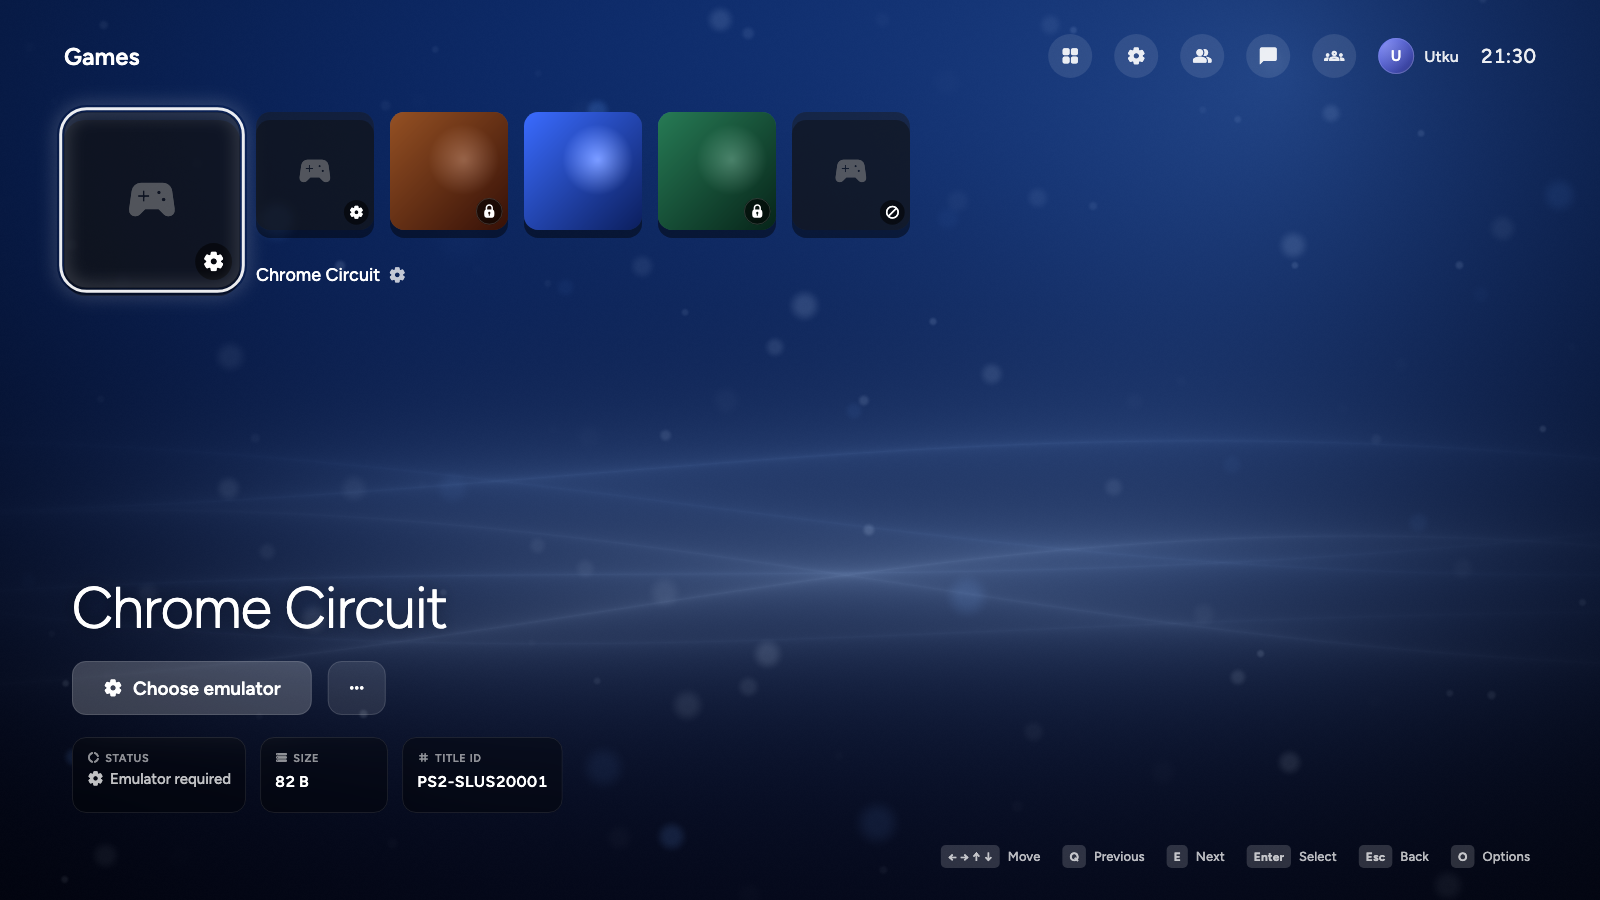 Games
U
Utku
21:30
Chrome Circuit
Chrome Circuit
Choose emulator
STATUS
Emulator required
SIZE
82 B
TITLE ID
PS2-SLUS20001
Move
Q Previous
E Next
Enter Select
Esc Back
O Options